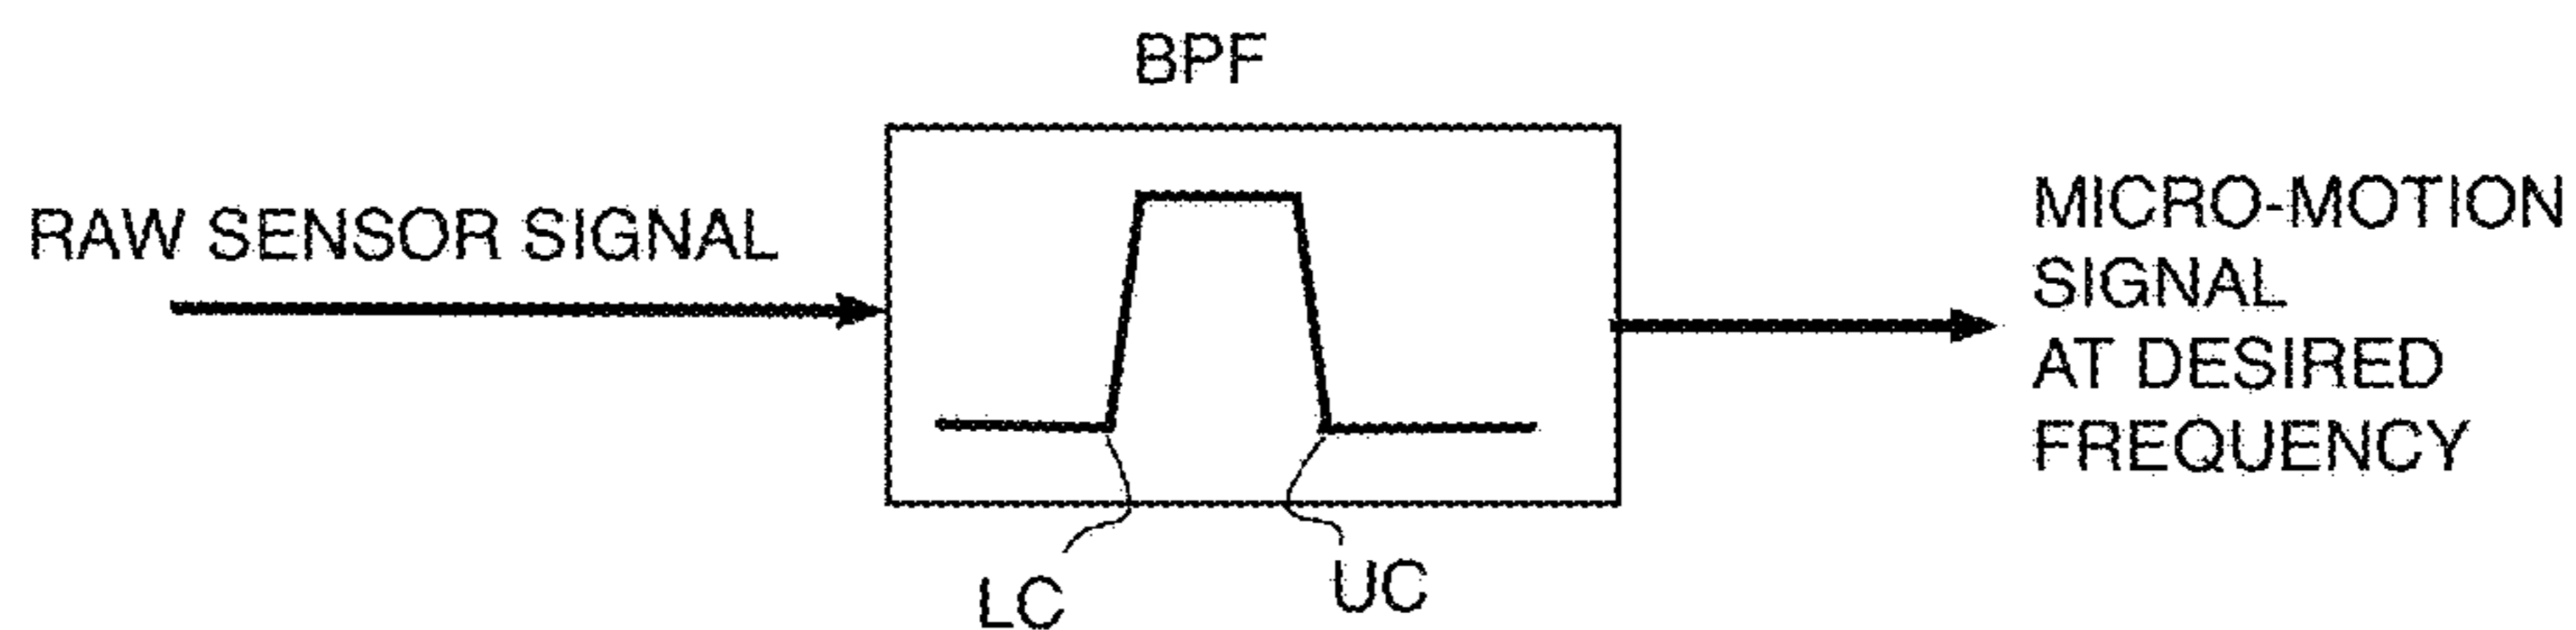 BPF
RAW SENSOR SIGNAL
MICRO-MOTION
SIGNAL
AT DESIRED
FREQUENCY
LC
UC